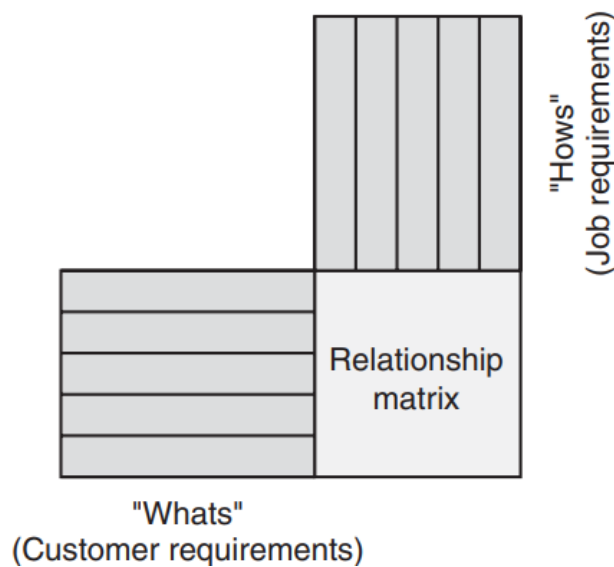 "Hows"
(Job requirements)
Relationship
matrix
"Whats"
(Customer requirements)